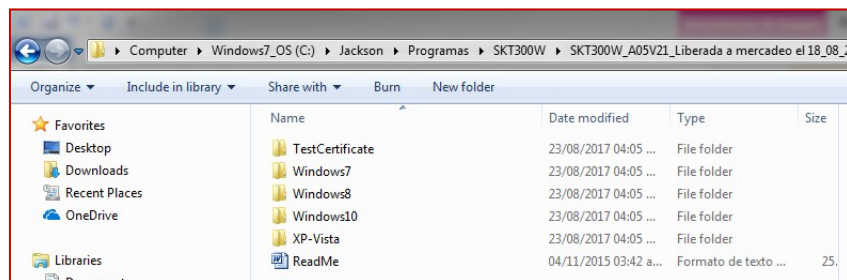 Computer ▸ Windows7_OS (C:) ▸ Jackson ▸ Programas ▸ SKT300W ▸ SKT300W_A05V21_Liberada a mercadeo el 18_08_2
Organize Include in library Share with Burn New folder
Favorites
Desktop
Downloads
Recent Places
OneDrive
Libraries
Name Date modified Type Size
TestCertificate 23/08/2017 04:05 ... File folder
Windows7 23/08/2017 04:05 ... File folder
Windows8 23/08/2017 04:05 ... File folder
Windows10 23/08/2017 04:05 ... File folder
XP-Vista 23/08/2017 04:05 ... File folder
ReadMe 04/11/2015 03:42 a... Formato de texto ... 25.